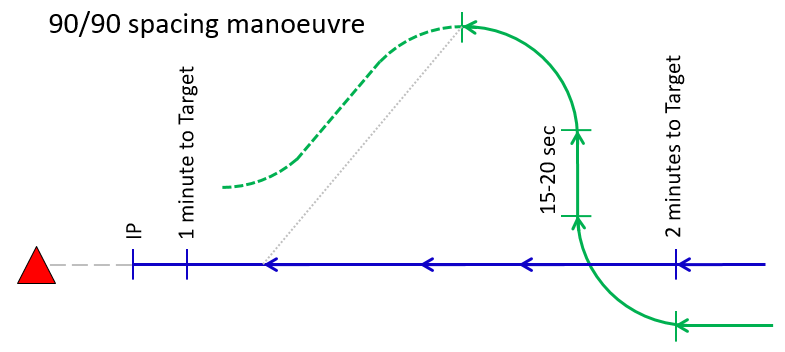 90/90 spacing manoeuvre
IP
1 minute to Target
15-20 sec
2 minutes to Target